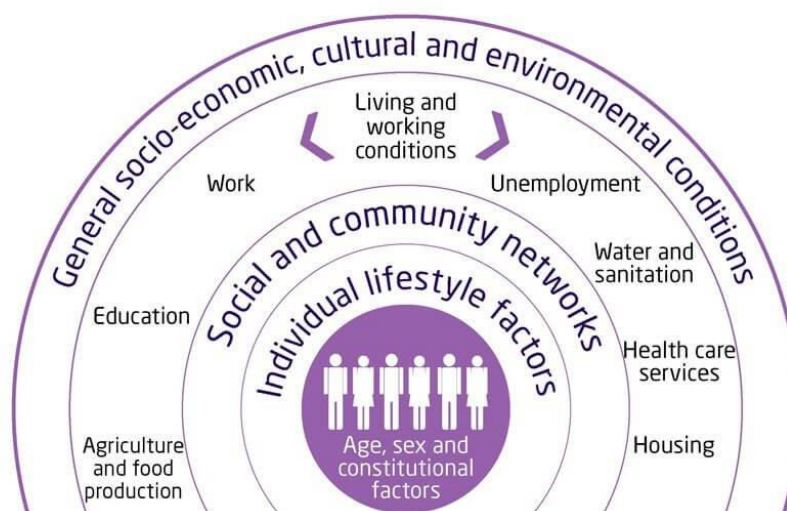 General socio-economic, cultural and environmental conditions
Living and
working
conditions
Work
Unemployment
Social and community networks
Water and
sanitation
Education
Individual lifestyle factors
Health care
services
Agriculture
and food
production
Age, sex and
constitutional
factors
Housing